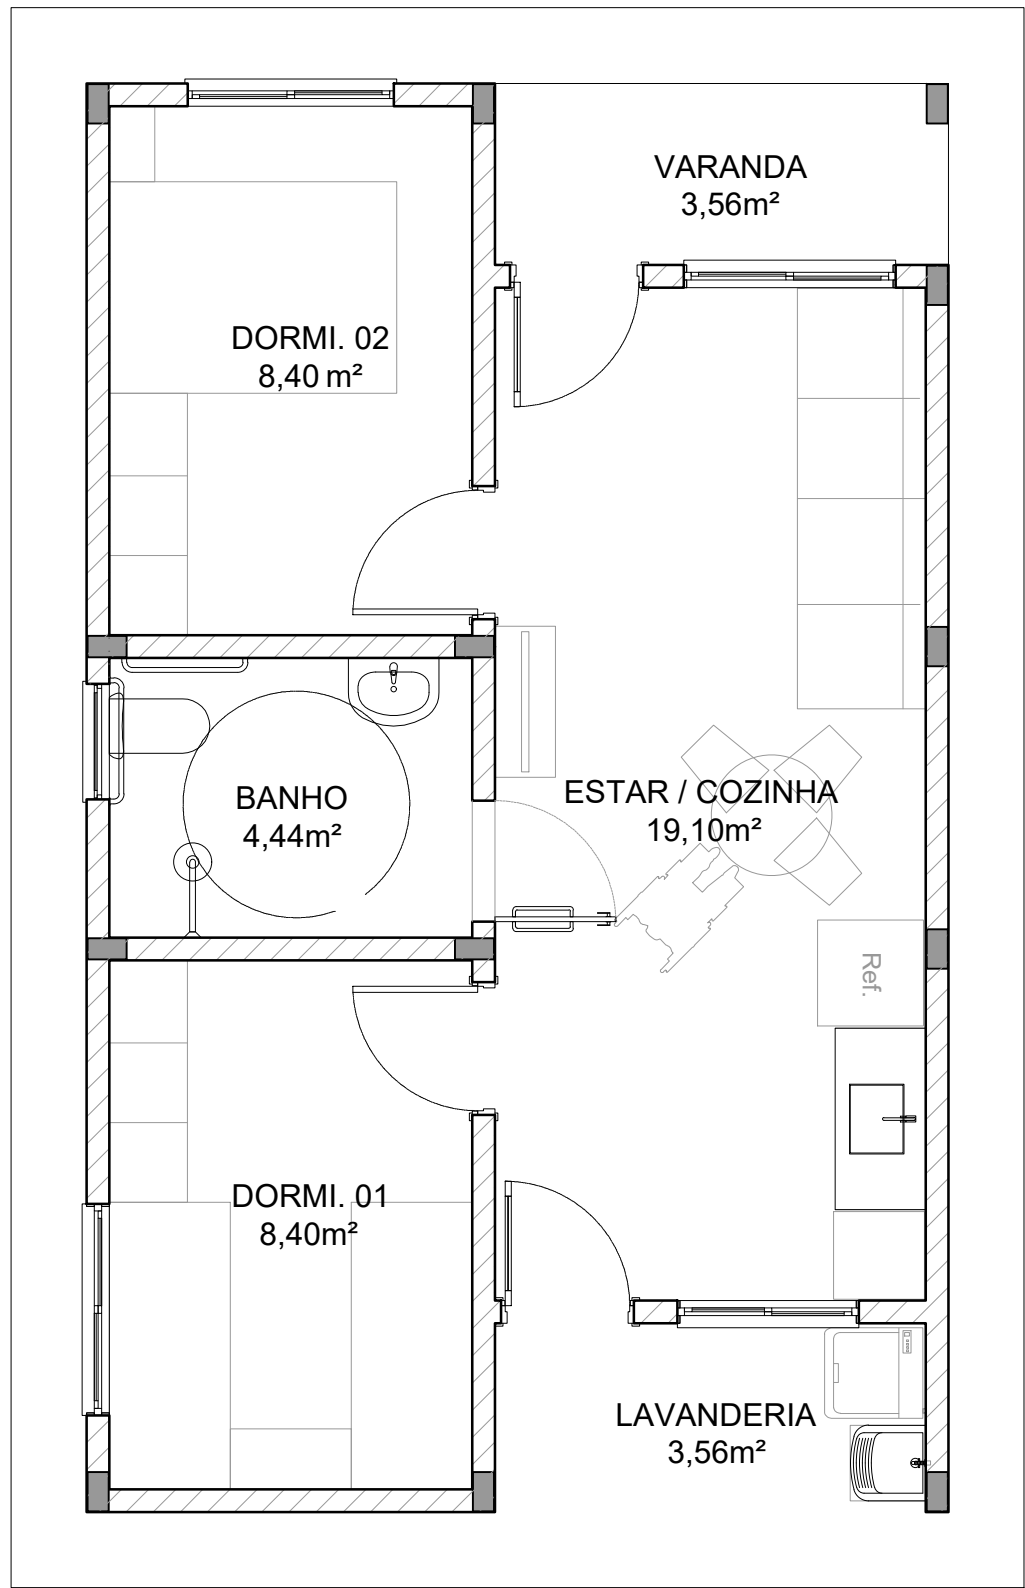 VARANDA
3,56m²
DORMI. 02
8,40 m²
BANHO
4,44m²
ESTAR / COZINHA
19,10m²
Ref.
DORMI. 01
8,40m²
LAVANDERIA
3,56m²